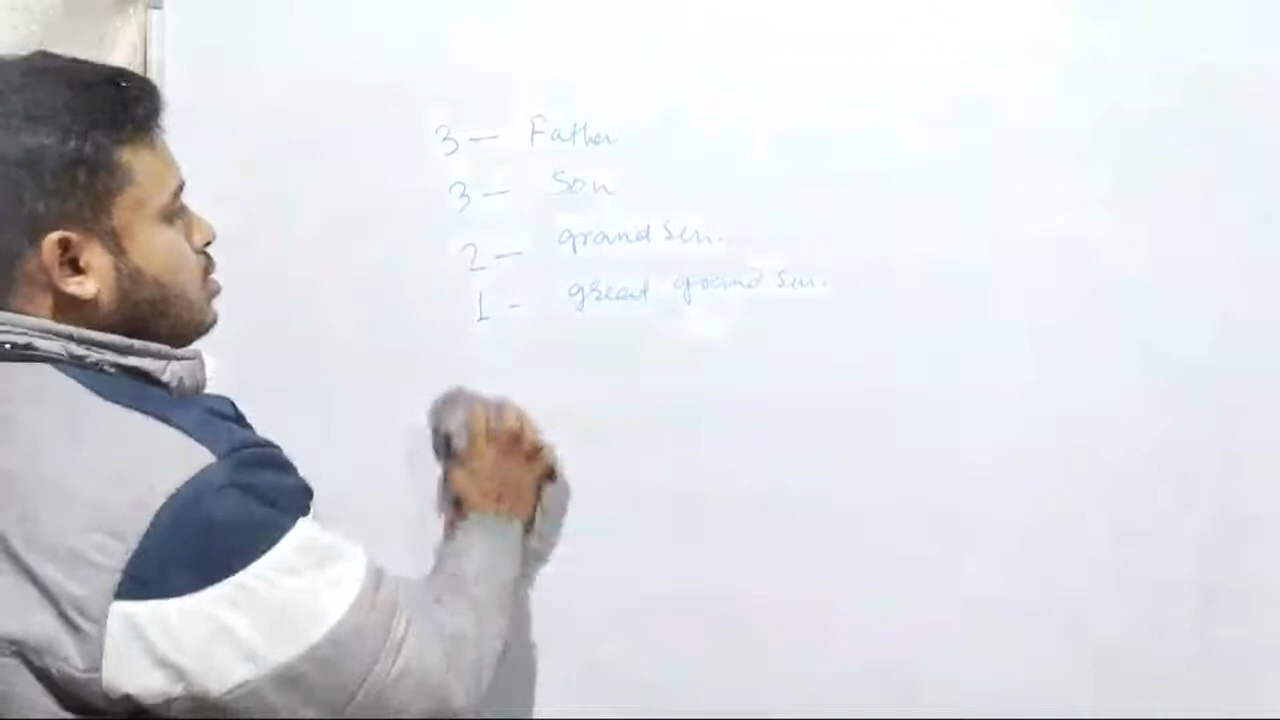 3 - Father
3 - Son
2 - grand son.
1 - great grand son.